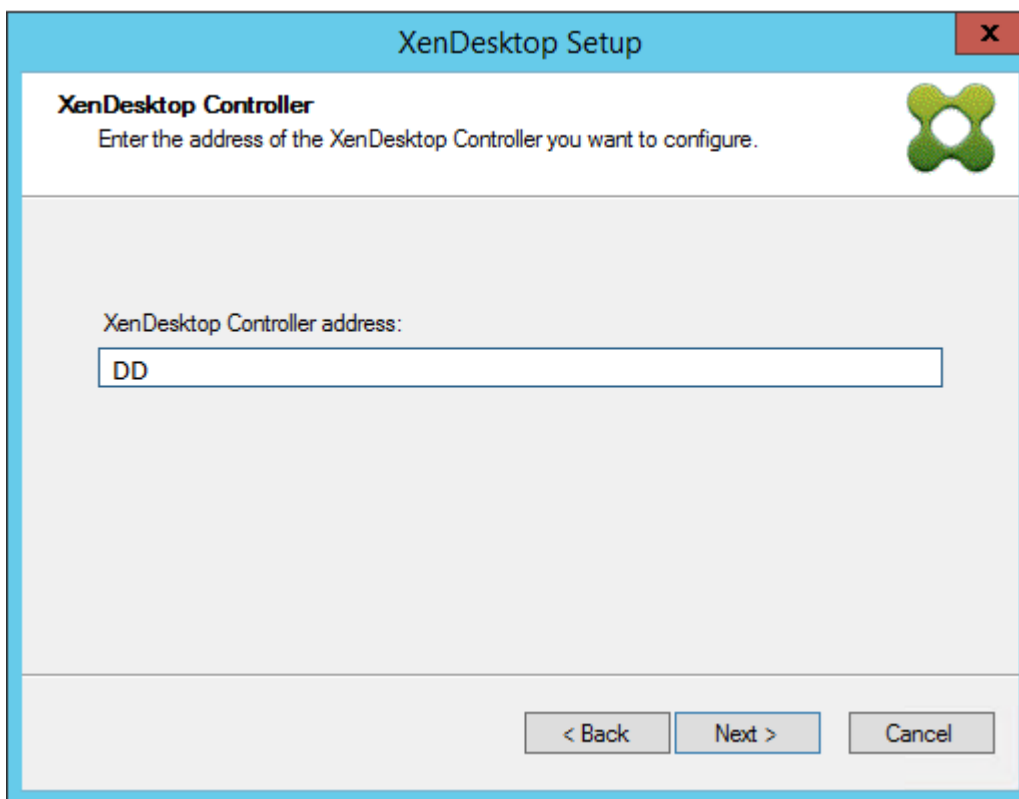 XenDesktop Setup
x
XenDesktop Controller
Enter the address of the XenDesktop Controller you want to configure.
XenDesktop Controller address:
DD
< Back
Next >
Cancel